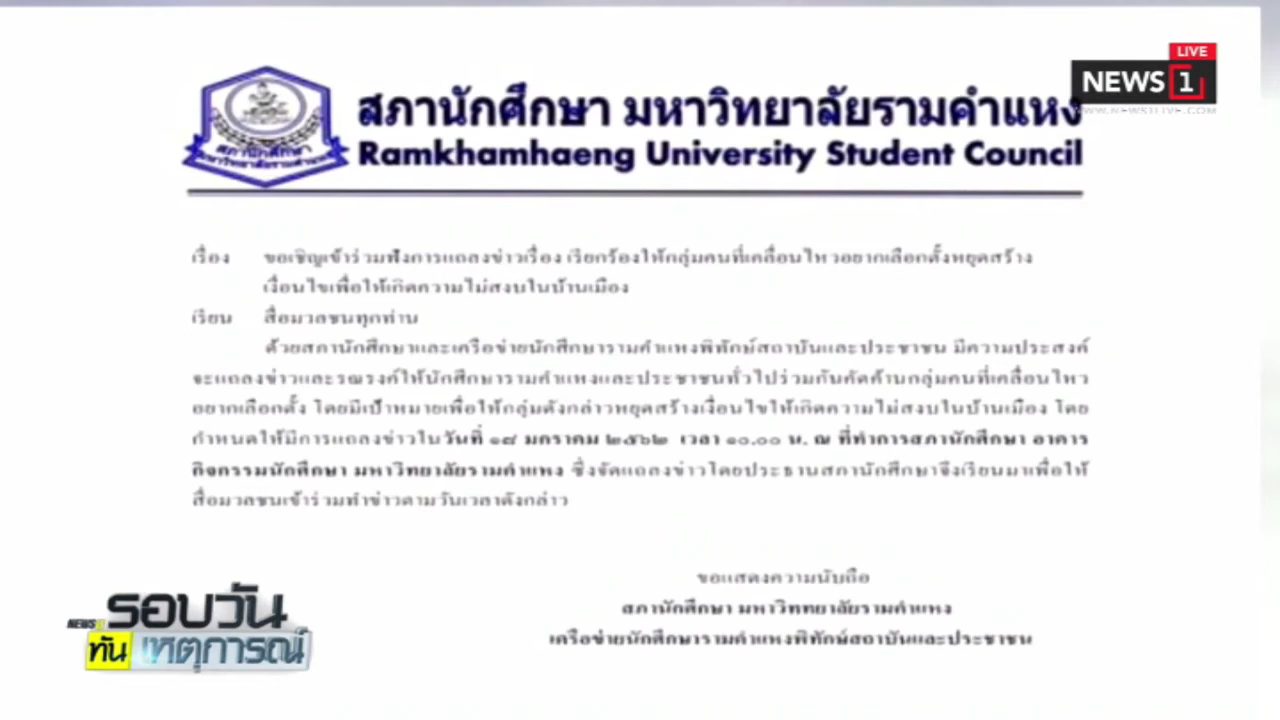 LIVE
NEWS 1
WWW.NEWS1LIVE.COM
สภานักศึกษา มหาวิทยาลัยรามคำแหง
Ramkhamhaeng University Student Council
สภานักศึกษา
เรื่อง ขอเชิญเข้าร่วมฟังการแถลงข่าวเรื่อง เรียกร้องให้กลุ่มคนที่เคลื่อนไหวอยากเลือกตั้งหยุดสร้าง
เงื่อนไขเพื่อให้เกิดความไม่สงบในบ้านเมือง
เรียน สื่อมวลชนทุกท่าน
ด้วยสภานักศึกษาและเครือข่ายนักศึกษารามคำแหงพิทักษ์สถาบันและประชาชน มีความประสงค์
จะแถลงข่าวและรณรงค์ให้นักศึกษารามคำแหงและประชาชนทั่วไปร่วมกันคัดค้านกลุ่มคนที่เคลื่อนไหว
อยากเลือกตั้ง โดยมีเป้าหมายเพื่อให้กลุ่มดังกล่าวหยุดสร้างเงื่อนไขให้เกิดความไม่สงบในบ้านเมือง โดย
กำหนดให้มีการแถลงข่าวในวันที่ ๑๘ มกราคม ๒๕๖๒ เวลา ๑๐.๐๐ น. ณ ที่ทำการสภานักศึกษา อาคาร
กิจกรรมนักศึกษา มหาวิทยาลัยรามคำแหง ซึ่งจัดแถลงข่าวโดยประธานสภานักศึกษาจึงเรียนมาเพื่อให้
สื่อมวลชนเข้าร่วมทำข่าวตามวันเวลาดังกล่าว
ขอแสดงความนับถือ
สภานักศึกษา มหาวิททยาลัยรามคำแหง
เครือข่ายนักศึกษารามคำแหงพิทักษ์สถาบันและประชาชน
NEWS1
รอบวัน
ทัน เหตุการณ์